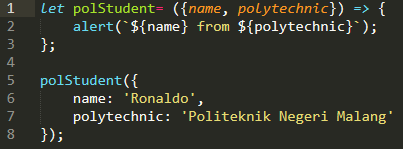 1 let polStudent= ({name, polytechnic}) => {
2 alert(`${name} from ${polytechnic}`);
3 };
4
5 polStudent({
6 name: 'Ronaldo',
7 polytechnic: 'Politeknik Negeri Malang'
8 });